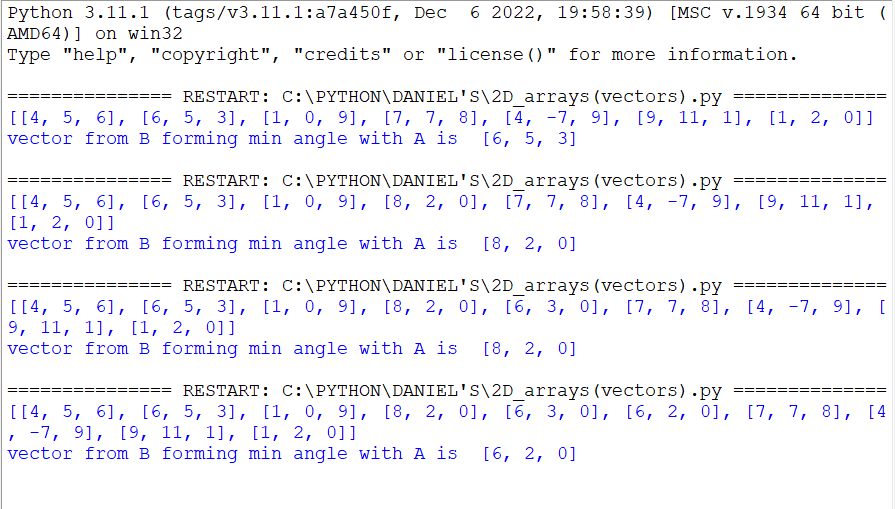 Python 3.11.1 (tags/v3.11.1:a7a450f, Dec  6 2022, 19:58:39) [MSC v.1934 64 bit (
AMD64)] on win32
Type "help", "copyright", "credits" or "license()" for more information.
=============== RESTART: C:\PYTHON\DANIEL'S\2D_arrays(vectors).py ==============
[[4, 5, 6], [6, 5, 3], [1, 0, 9], [7, 7, 8], [4, -7, 9], [9, 11, 1], [1, 2, 0]]
vector from B forming min angle with A is  [6, 5, 3]
=============== RESTART: C:\PYTHON\DANIEL'S\2D_arrays(vectors).py ==============
[[4, 5, 6], [6, 5, 3], [1, 0, 9], [8, 2, 0], [7, 7, 8], [4, -7, 9], [9, 11, 1],
[1, 2, 0]]
vector from B forming min angle with A is  [8, 2, 0]
=============== RESTART: C:\PYTHON\DANIEL'S\2D_arrays(vectors).py ==============
[[4, 5, 6], [6, 5, 3], [1, 0, 9], [8, 2, 0], [6, 3, 0], [7, 7, 8], [4, -7, 9], [
9, 11, 1], [1, 2, 0]]
vector from B forming min angle with A is  [8, 2, 0]
=============== RESTART: C:\PYTHON\DANIEL'S\2D_arrays(vectors).py ==============
[[4, 5, 6], [6, 5, 3], [1, 0, 9], [8, 2, 0], [6, 3, 0], [6, 2, 0], [7, 7, 8], [4
, -7, 9], [9, 11, 1], [1, 2, 0]]
vector from B forming min angle with A is  [6, 2, 0]